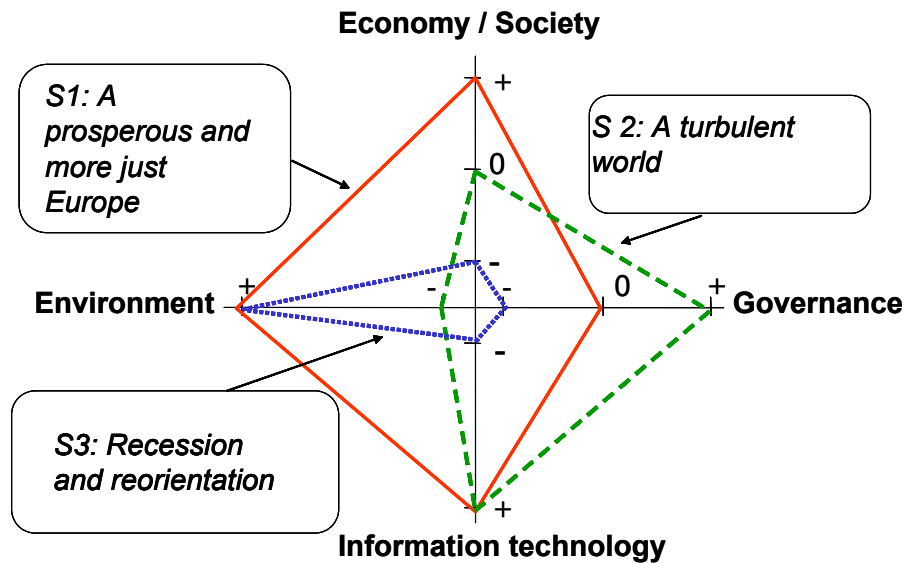 Economy / Society
S1: A
prosperous and
more just
Europe
+
S 2: A turbulent
world
0
-
+
-
-
0
+
Environment
Governance
-
S3: Recession
and reorientation
+
Information technology